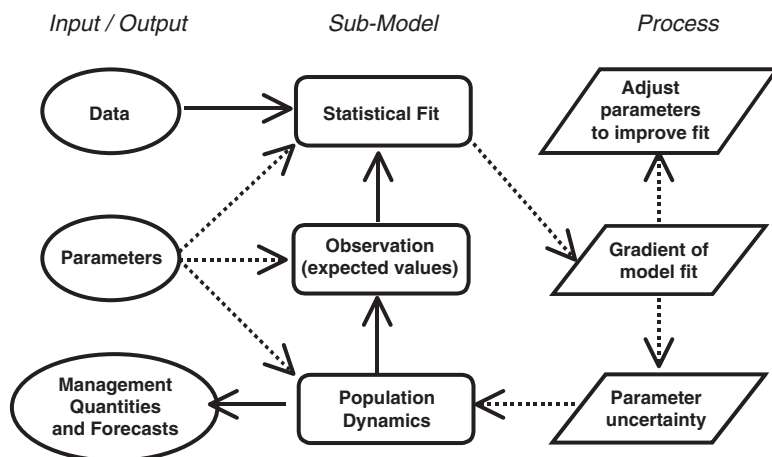 Input / Output
Sub-Model
Process
Data
Statistical Fit
Adjust
parameters
to improve fit
Parameters
Observation
(expected values)
Gradient of
model fit
Management
Quantities
and Forecasts
Population
Dynamics
Parameter
uncertainty